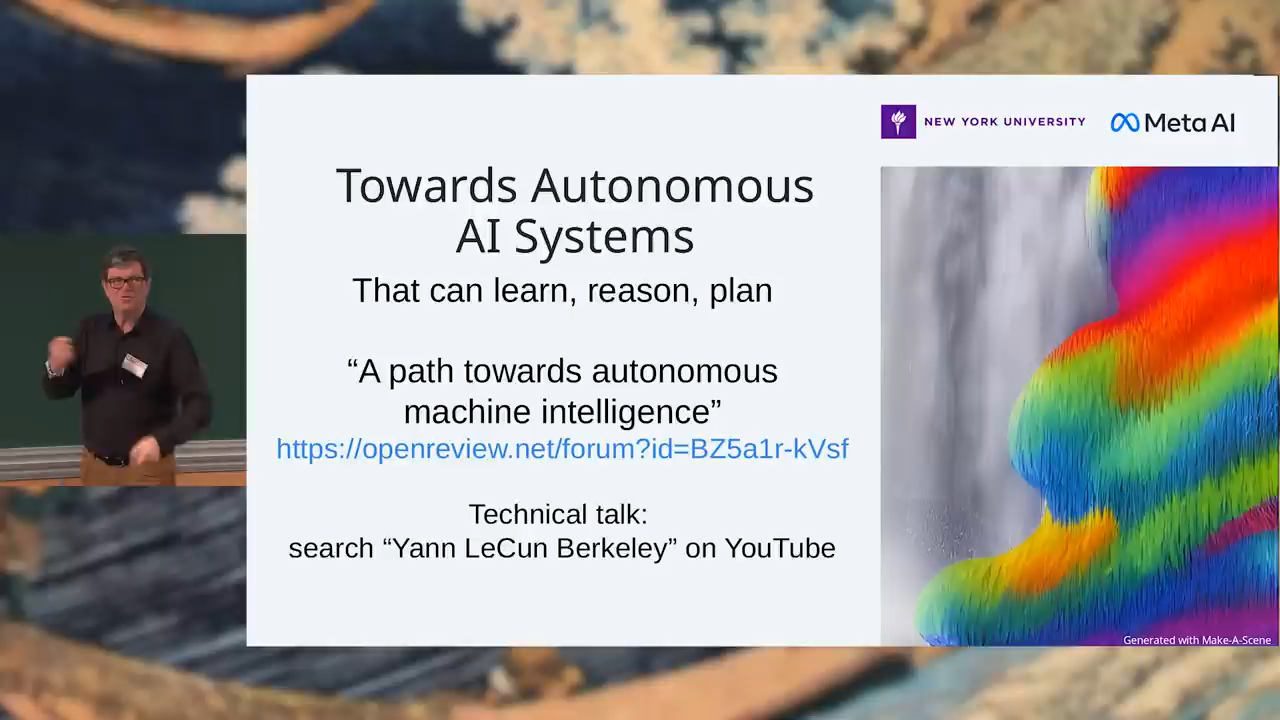 NEW YORK UNIVERSITY
Meta AI
Towards Autonomous
AI Systems
That can learn, reason, plan
“A path towards autonomous
machine intelligence”
https://openreview.net/forum?id=BZ5a1r-kVsf
Technical talk:
search “Yann LeCun Berkeley” on YouTube
Generated with Make-A-Scene